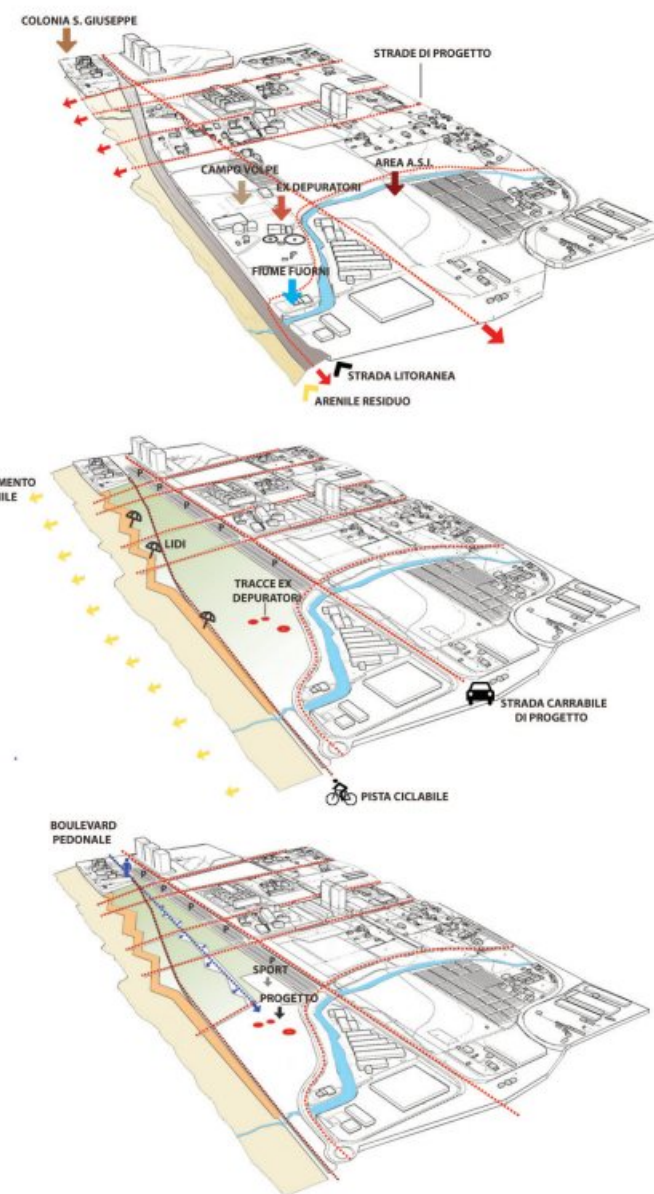 COLONIA S. GIUSEPPE
STRADE DI PROGETTO
AREA A.S.I.
CAMPO VOLPE
EX DEPURATORI
FIUME FUORNI
STRADA LITORANEA
ARENILE RESIDUO
MENTO
NILE
P
LIDI
P
TRACCE EX
DEPURATORI
P
STRADA CARRABILE
DI PROGETTO
PISTA CICLABILE
BOULEVARD
PEDONALE
P
P
P
SPORT
P
PROGETTO